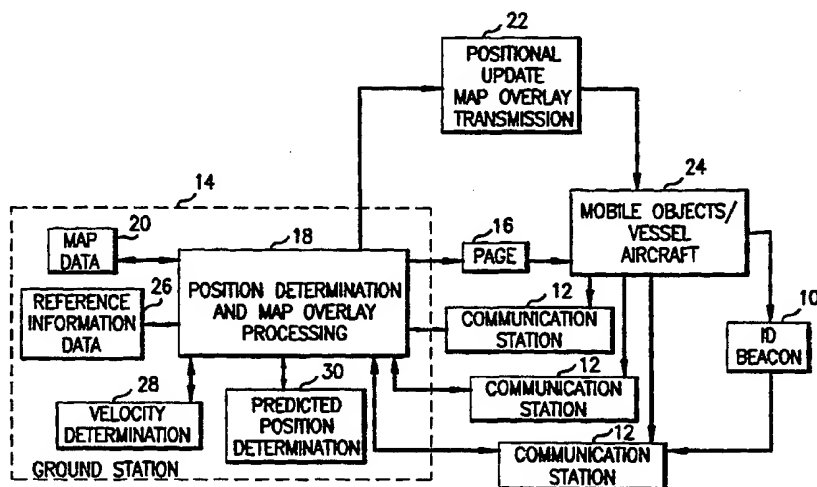 22
POSITIONAL
UPDATE
MAP OVERLAY
TRANSMISSION
14
24
MOBILE OBJECTS/
VESSEL
AIRCRAFT
20
MAP
DATA
18
POSITION DETERMINATION
AND MAP OVERLAY
PROCESSING
16
PAGE
26
REFERENCE
INFORMATION
DATA
12
COMMUNICATION
STATION
10
ID
BEACON
28
VELOCITY
DETERMINATION
30
PREDICTED
POSITION
DETERMINATION
12
COMMUNICATION
STATION
12
COMMUNICATION
STATION
GROUND STATION